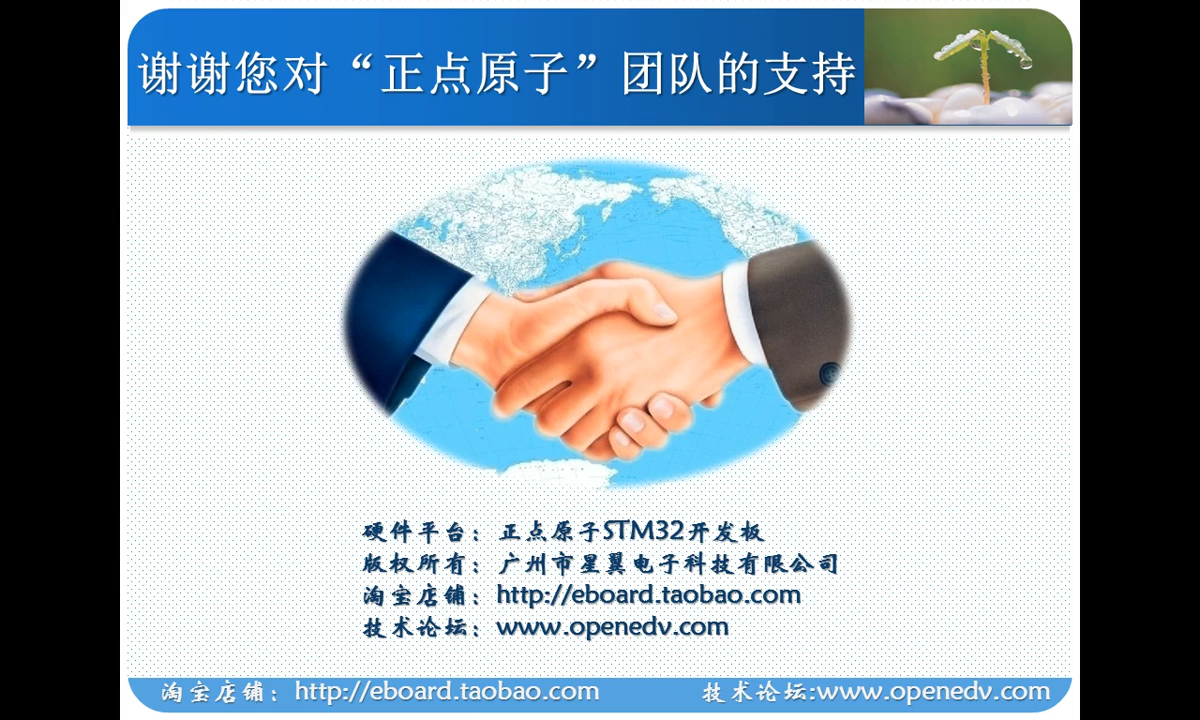 谢谢您对“正点原子”团队的支持
硬件平台：正点原子STM32开发板
版权所有：广州市星翼电子科技有限公司
淘宝店铺：http://eboard.taobao.com
技术论坛：www.openedv.com
淘宝店铺：http://eboard.taobao.com 技术论坛:www.openedv.com